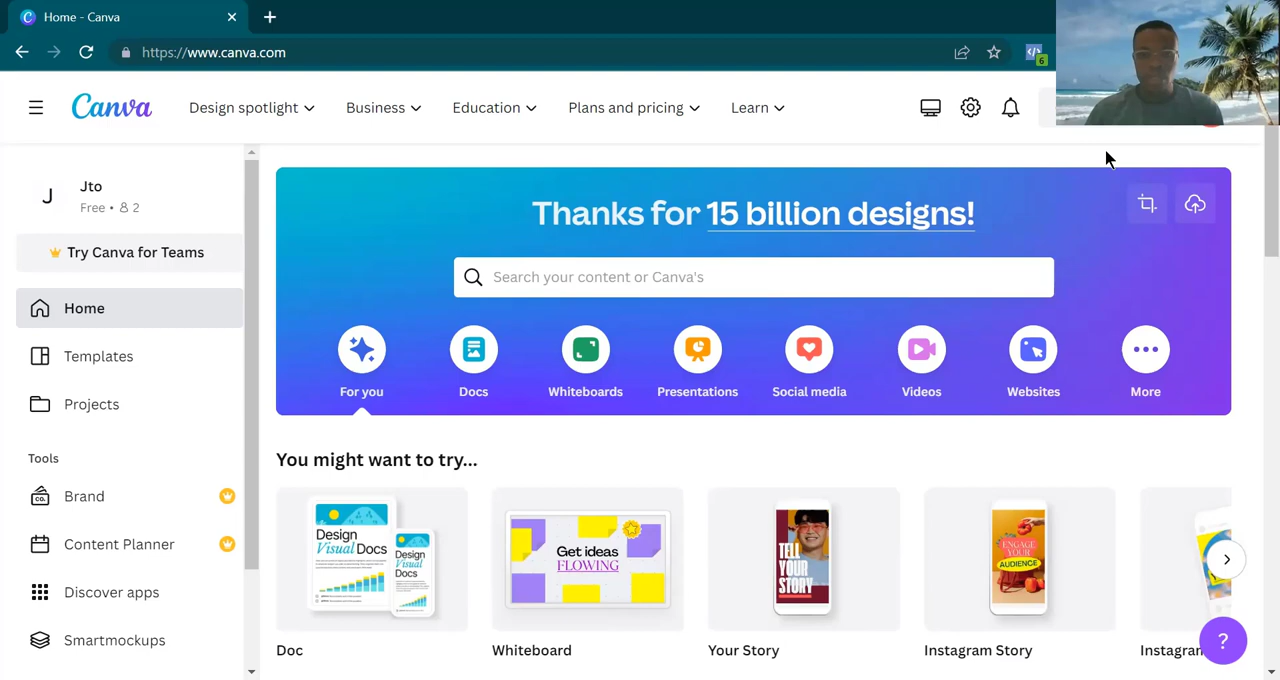 Home - Canva
https://www.canva.com
6
Canva
Design spotlight
Business
Education
Plans and pricing
Learn
J
Jto
Free • 2
Try Canva for Teams
Home
Templates
Projects
Tools
Brand
Content Planner
Discover apps
Smartmockups
Thanks for 15 billion designs!
Search your content or Canva's
For you
Docs
Whiteboards
Presentations
Social media
Videos
Websites
More
You might want to try...
Design
Visual Docs
Design
Visual Docs
Doc
Get ideas
FLOWING
Whiteboard
TELL
YOUR
STORY
Your Story
ENGAGE
YOUR
AUDIENCE
Instagram Story
Instagram
?